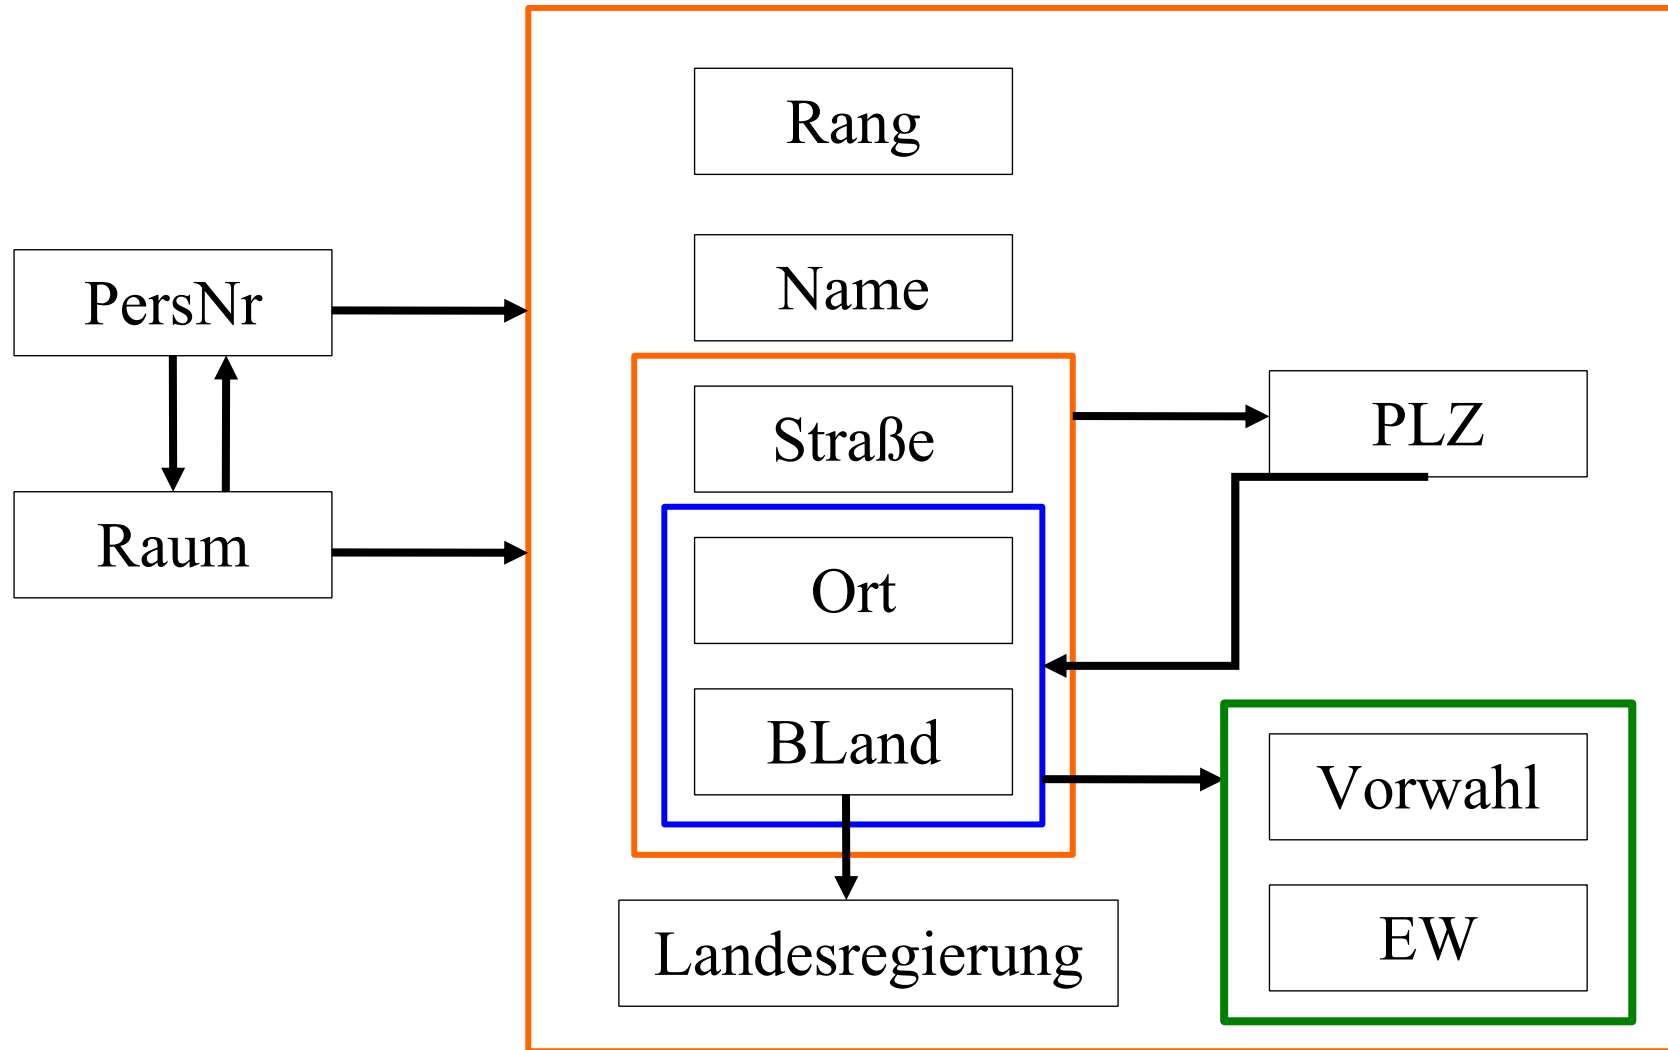 Rang
Name
PersNr
Straße
PLZ
Raum
Ort
BLand
Vorwahl
EW
Landesregierung